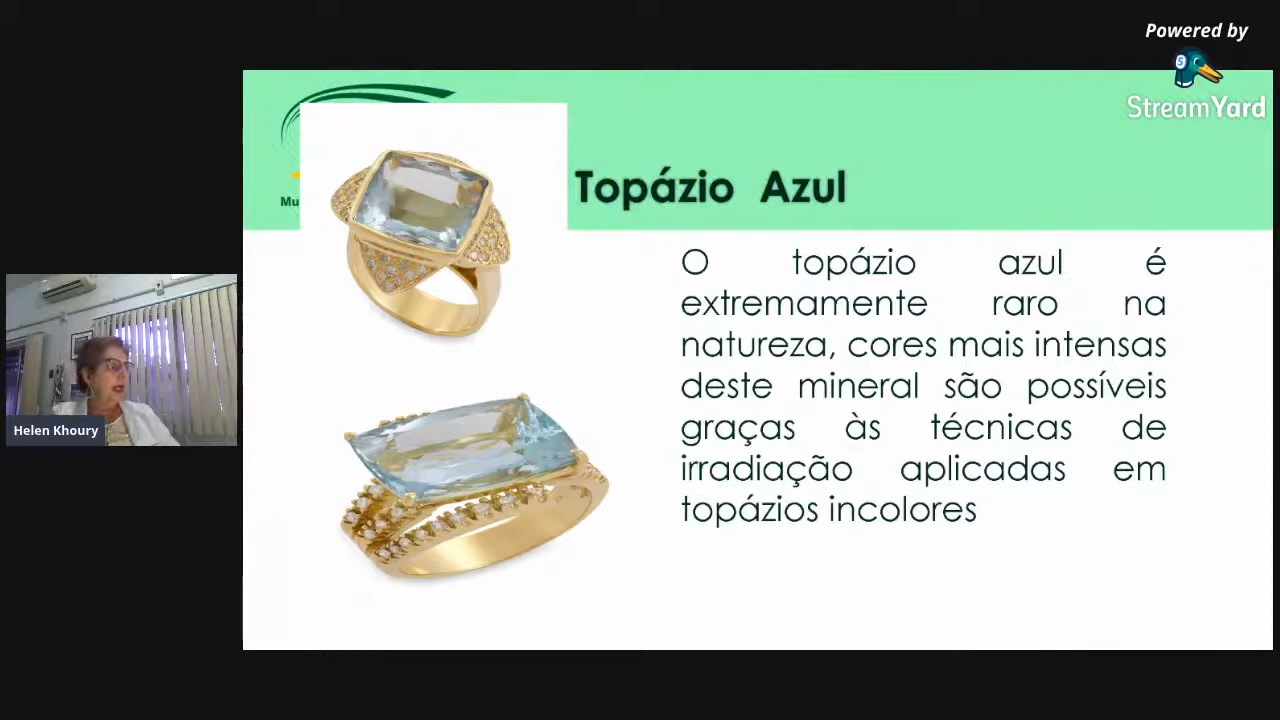 Powered by
StreamYard
Mu
Topázio Azul
O topázio azul é
extremamente raro na
natureza, cores mais intensas
deste mineral são possíveis
graças às técnicas de
irradiação aplicadas em
topázios incolores
Helen Khoury